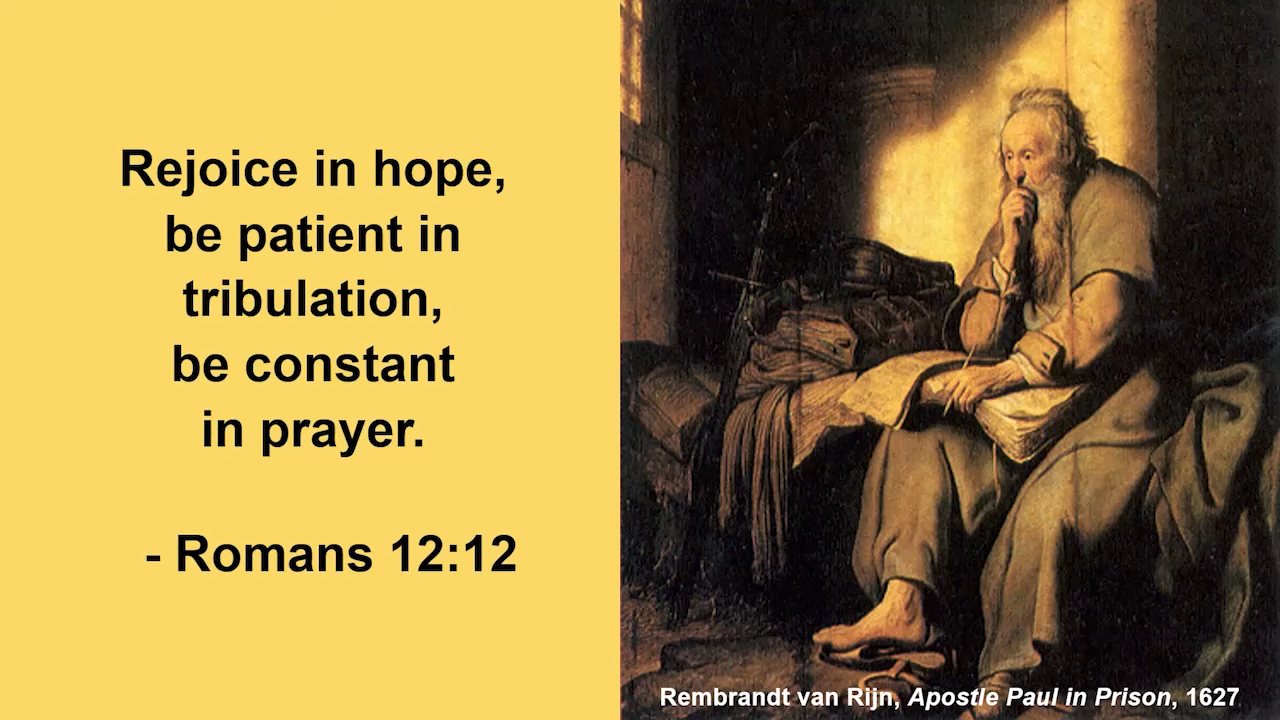 Rejoice in hope,
be patient in
tribulation,
be constant
in prayer.
- Romans 12:12
Rembrandt van Rijn, Apostle Paul in Prison, 1627